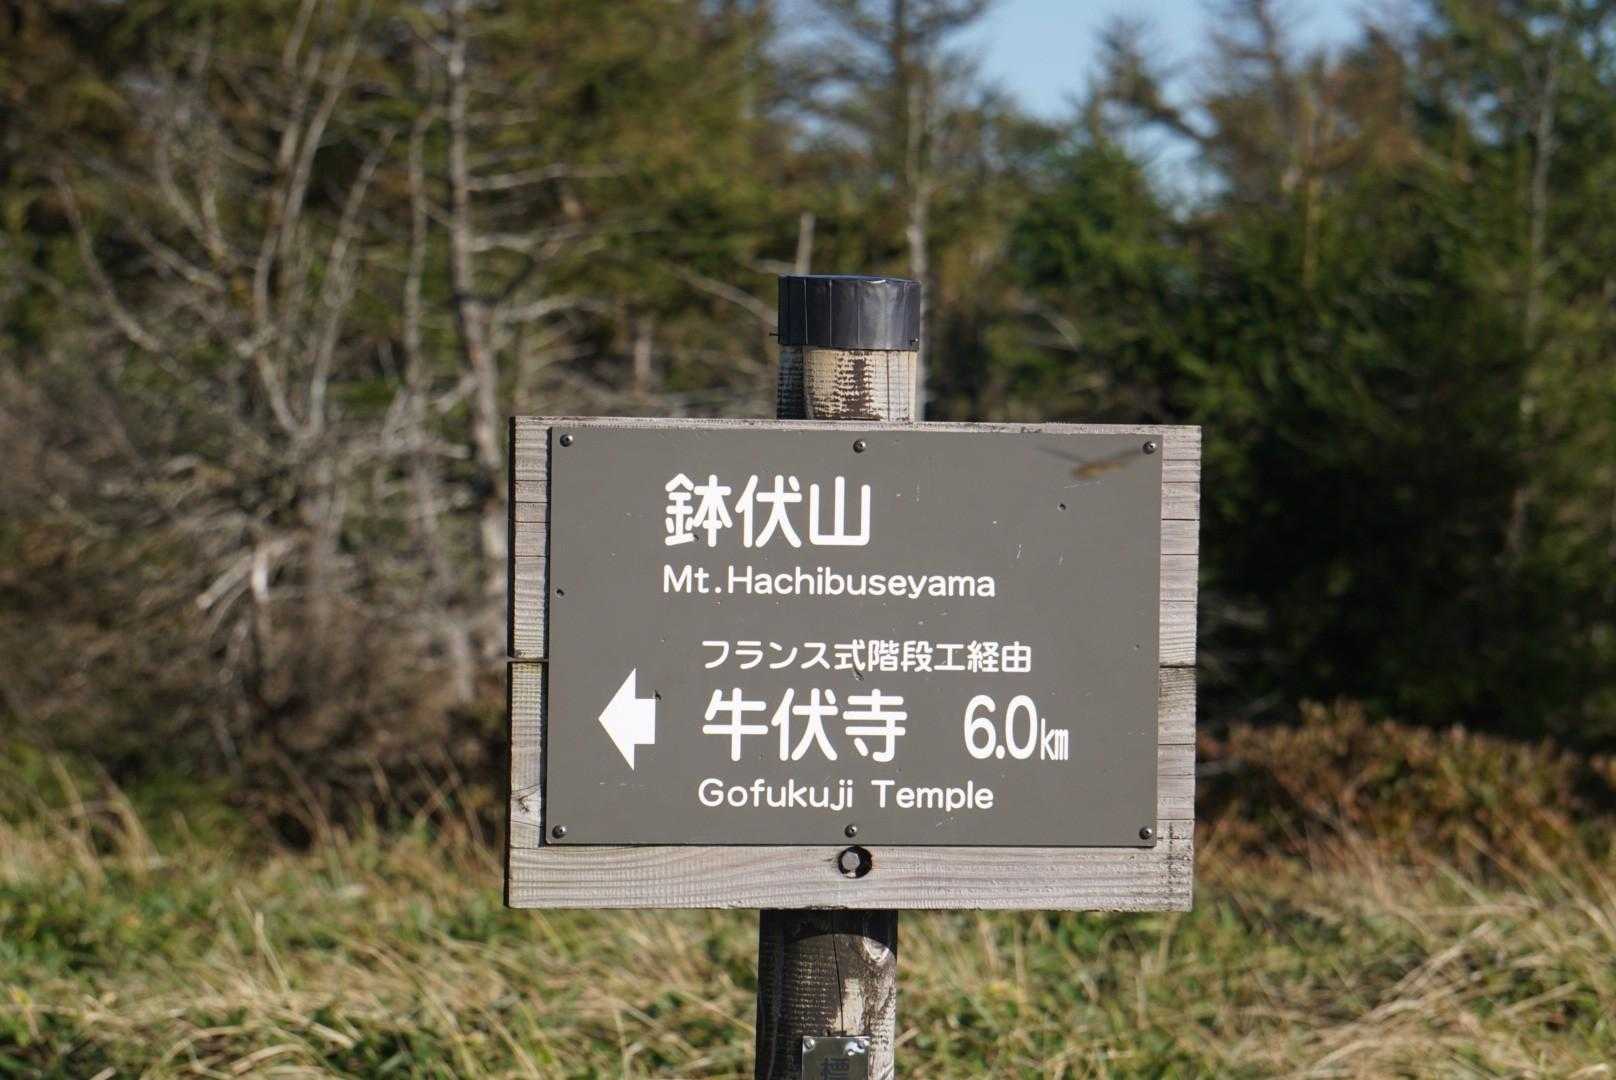 鉢伏山
Mt.Hachibuseyama
フランス式階段工経由
牛伏寺 6.0km
Gofukuji Temple
標